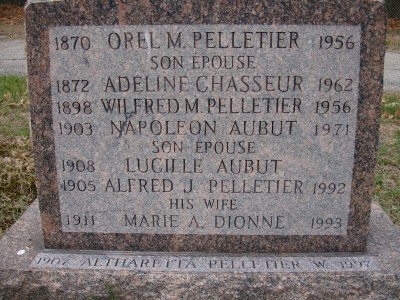 1870 OREL M. PELLETIER 1956
SON EPOUSE
1872 ADELINE CHASSEUR 1962
1898 WILFRED M. PELLETIER 1956
1903 NAPOLEON AUBUT 1971
SON EPOUSE
1908 LUCILLE AUBUT
1905 ALFRED J. PELLETIER 1992
HIS WIFE
1911 MARIE A. DIONNE 1993
1907 ALTHARETTA PELLETIER W. 1997